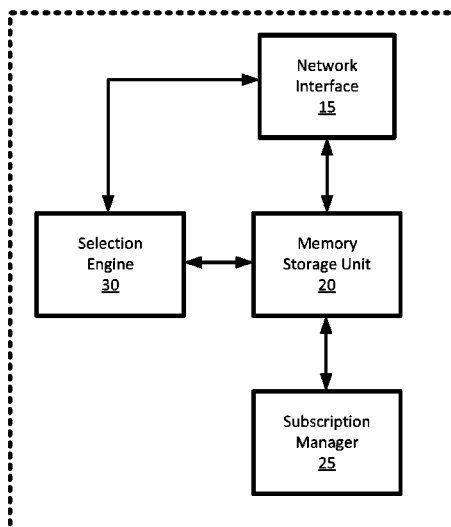 Network
Interface
15
Selection
Engine
30
Memory
Storage Unit
20
Subscription
Manager
25